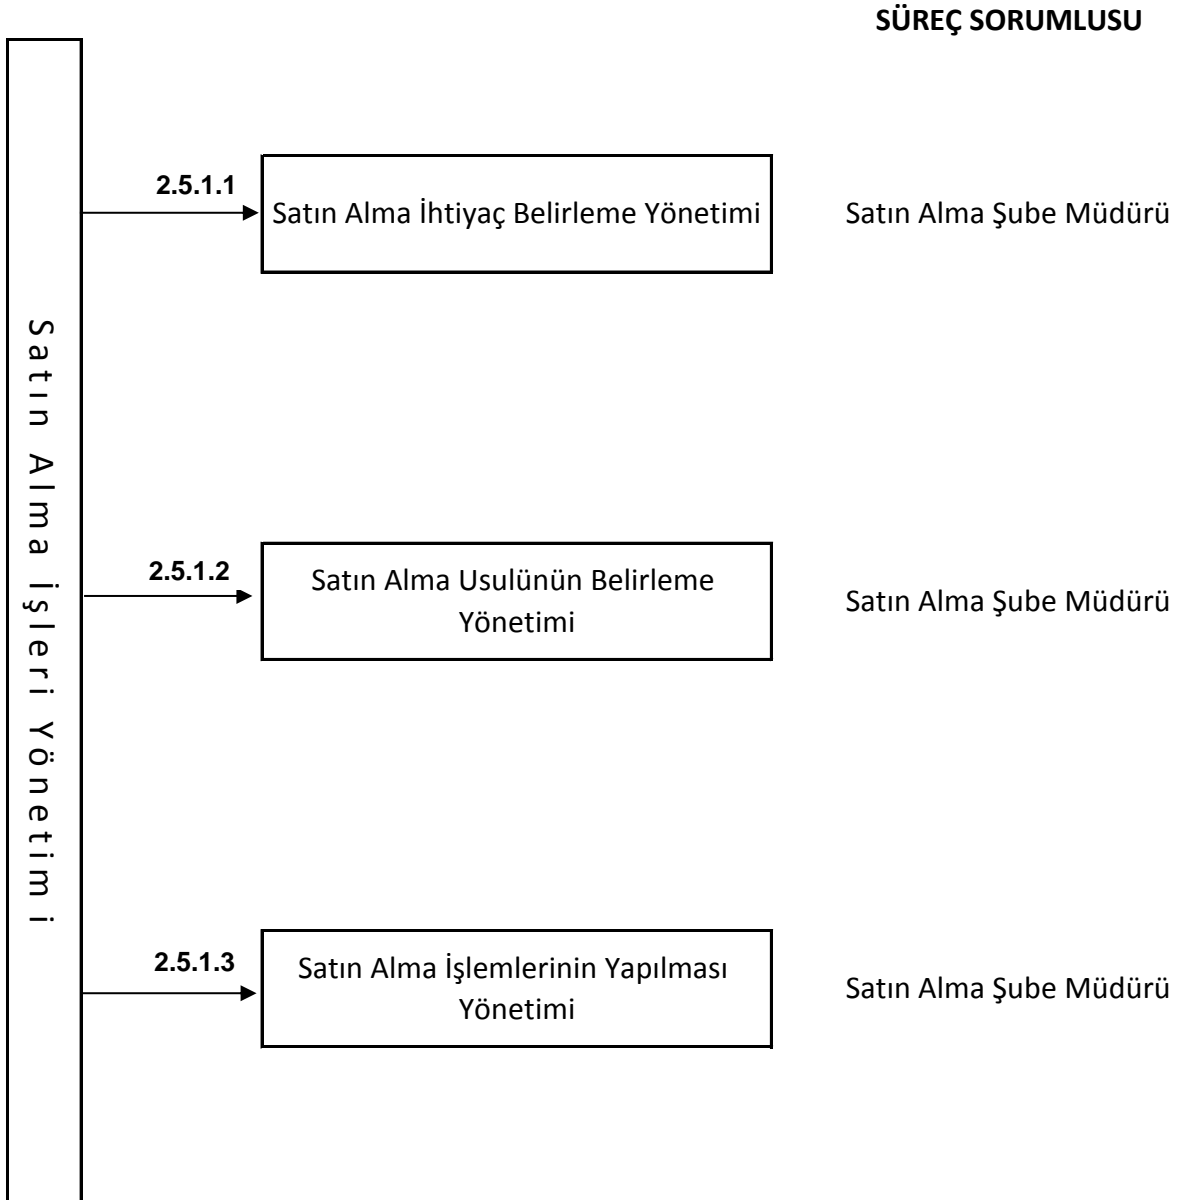 SÜREÇ SORUMLUSU
Satın Alma İşleri Yönetimi
2.5.1.1
Satın Alma İhtiyaç Belirleme Yönetimi
Satın Alma Şube Müdürü
2.5.1.2
Satın Alma Usulünün Belirleme
Yönetimi
Satın Alma Şube Müdürü
2.5.1.3
Satın Alma İşlemlerinin Yapılması
Yönetimi
Satın Alma Şube Müdürü